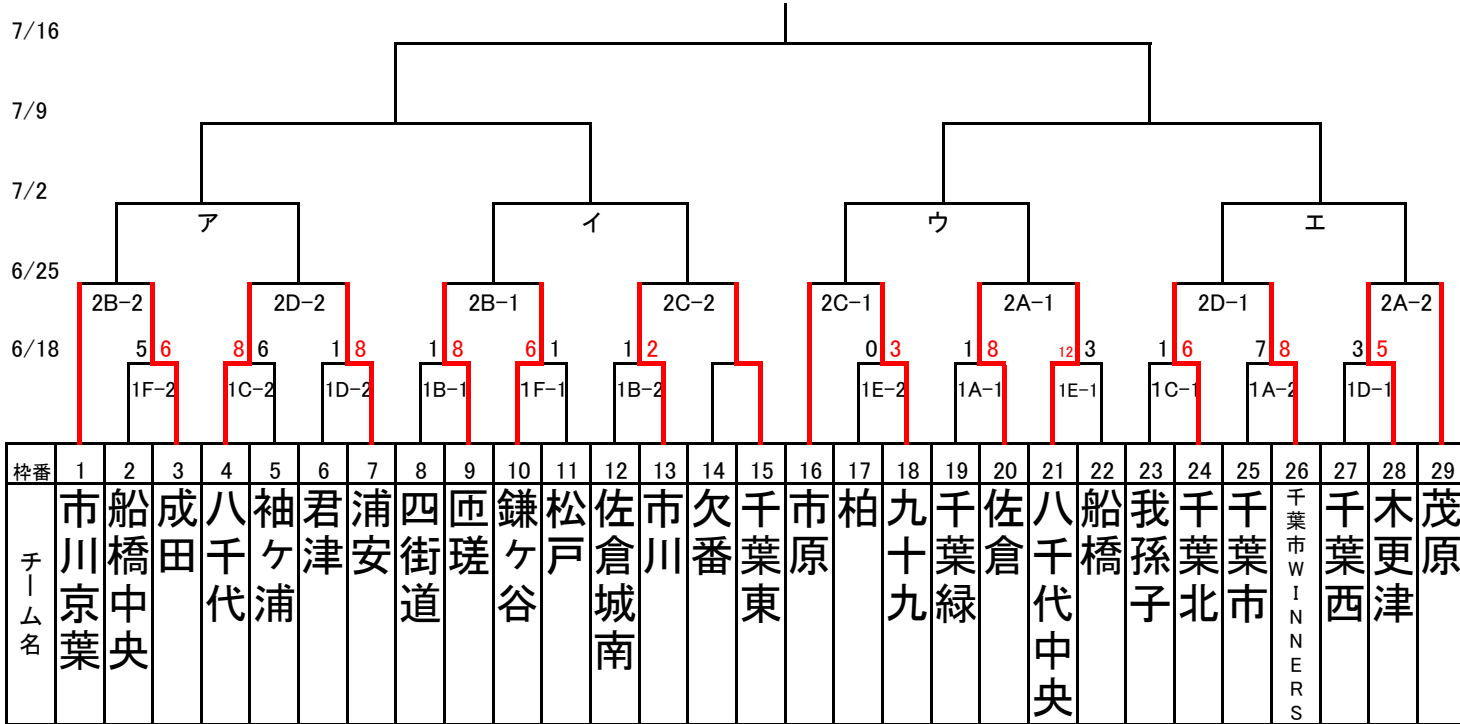 7/16
7/9
7/2
ア イ ウ エ
6/25
2B-2 2D-2 2B-1 2C-2 2C-1 2A-1 2D-1 2A-2
6/18
5 6 8 6 1 8 1 8 6 1 1 2 0 3 1 8 12 3 1 6 7 8 3 5
1F-2 1C-2 1D-2 1B-1 1F-1 1B-2 1E-2 1A-1 1E-1 1C-1 1A-2 1D-1
枠番 1 2 3 4 5 6 7 8 9 10 11 12 13 14 15 16 17 18 19 20 21 22 23 24 25 26 27 28 29
チーム名
市川京葉
船橋中央
成田
八千代
袖ケ浦
君津
浦安
四街道
匝瑳
鎌ケ谷
松戸
佐倉城南
市川
欠番
千葉東
市原
柏
九十九
千葉緑
佐倉
八千代中央
船橋
我孫子
千葉北
千葉市
千葉市WINNERS
千葉西
木更津
茂原